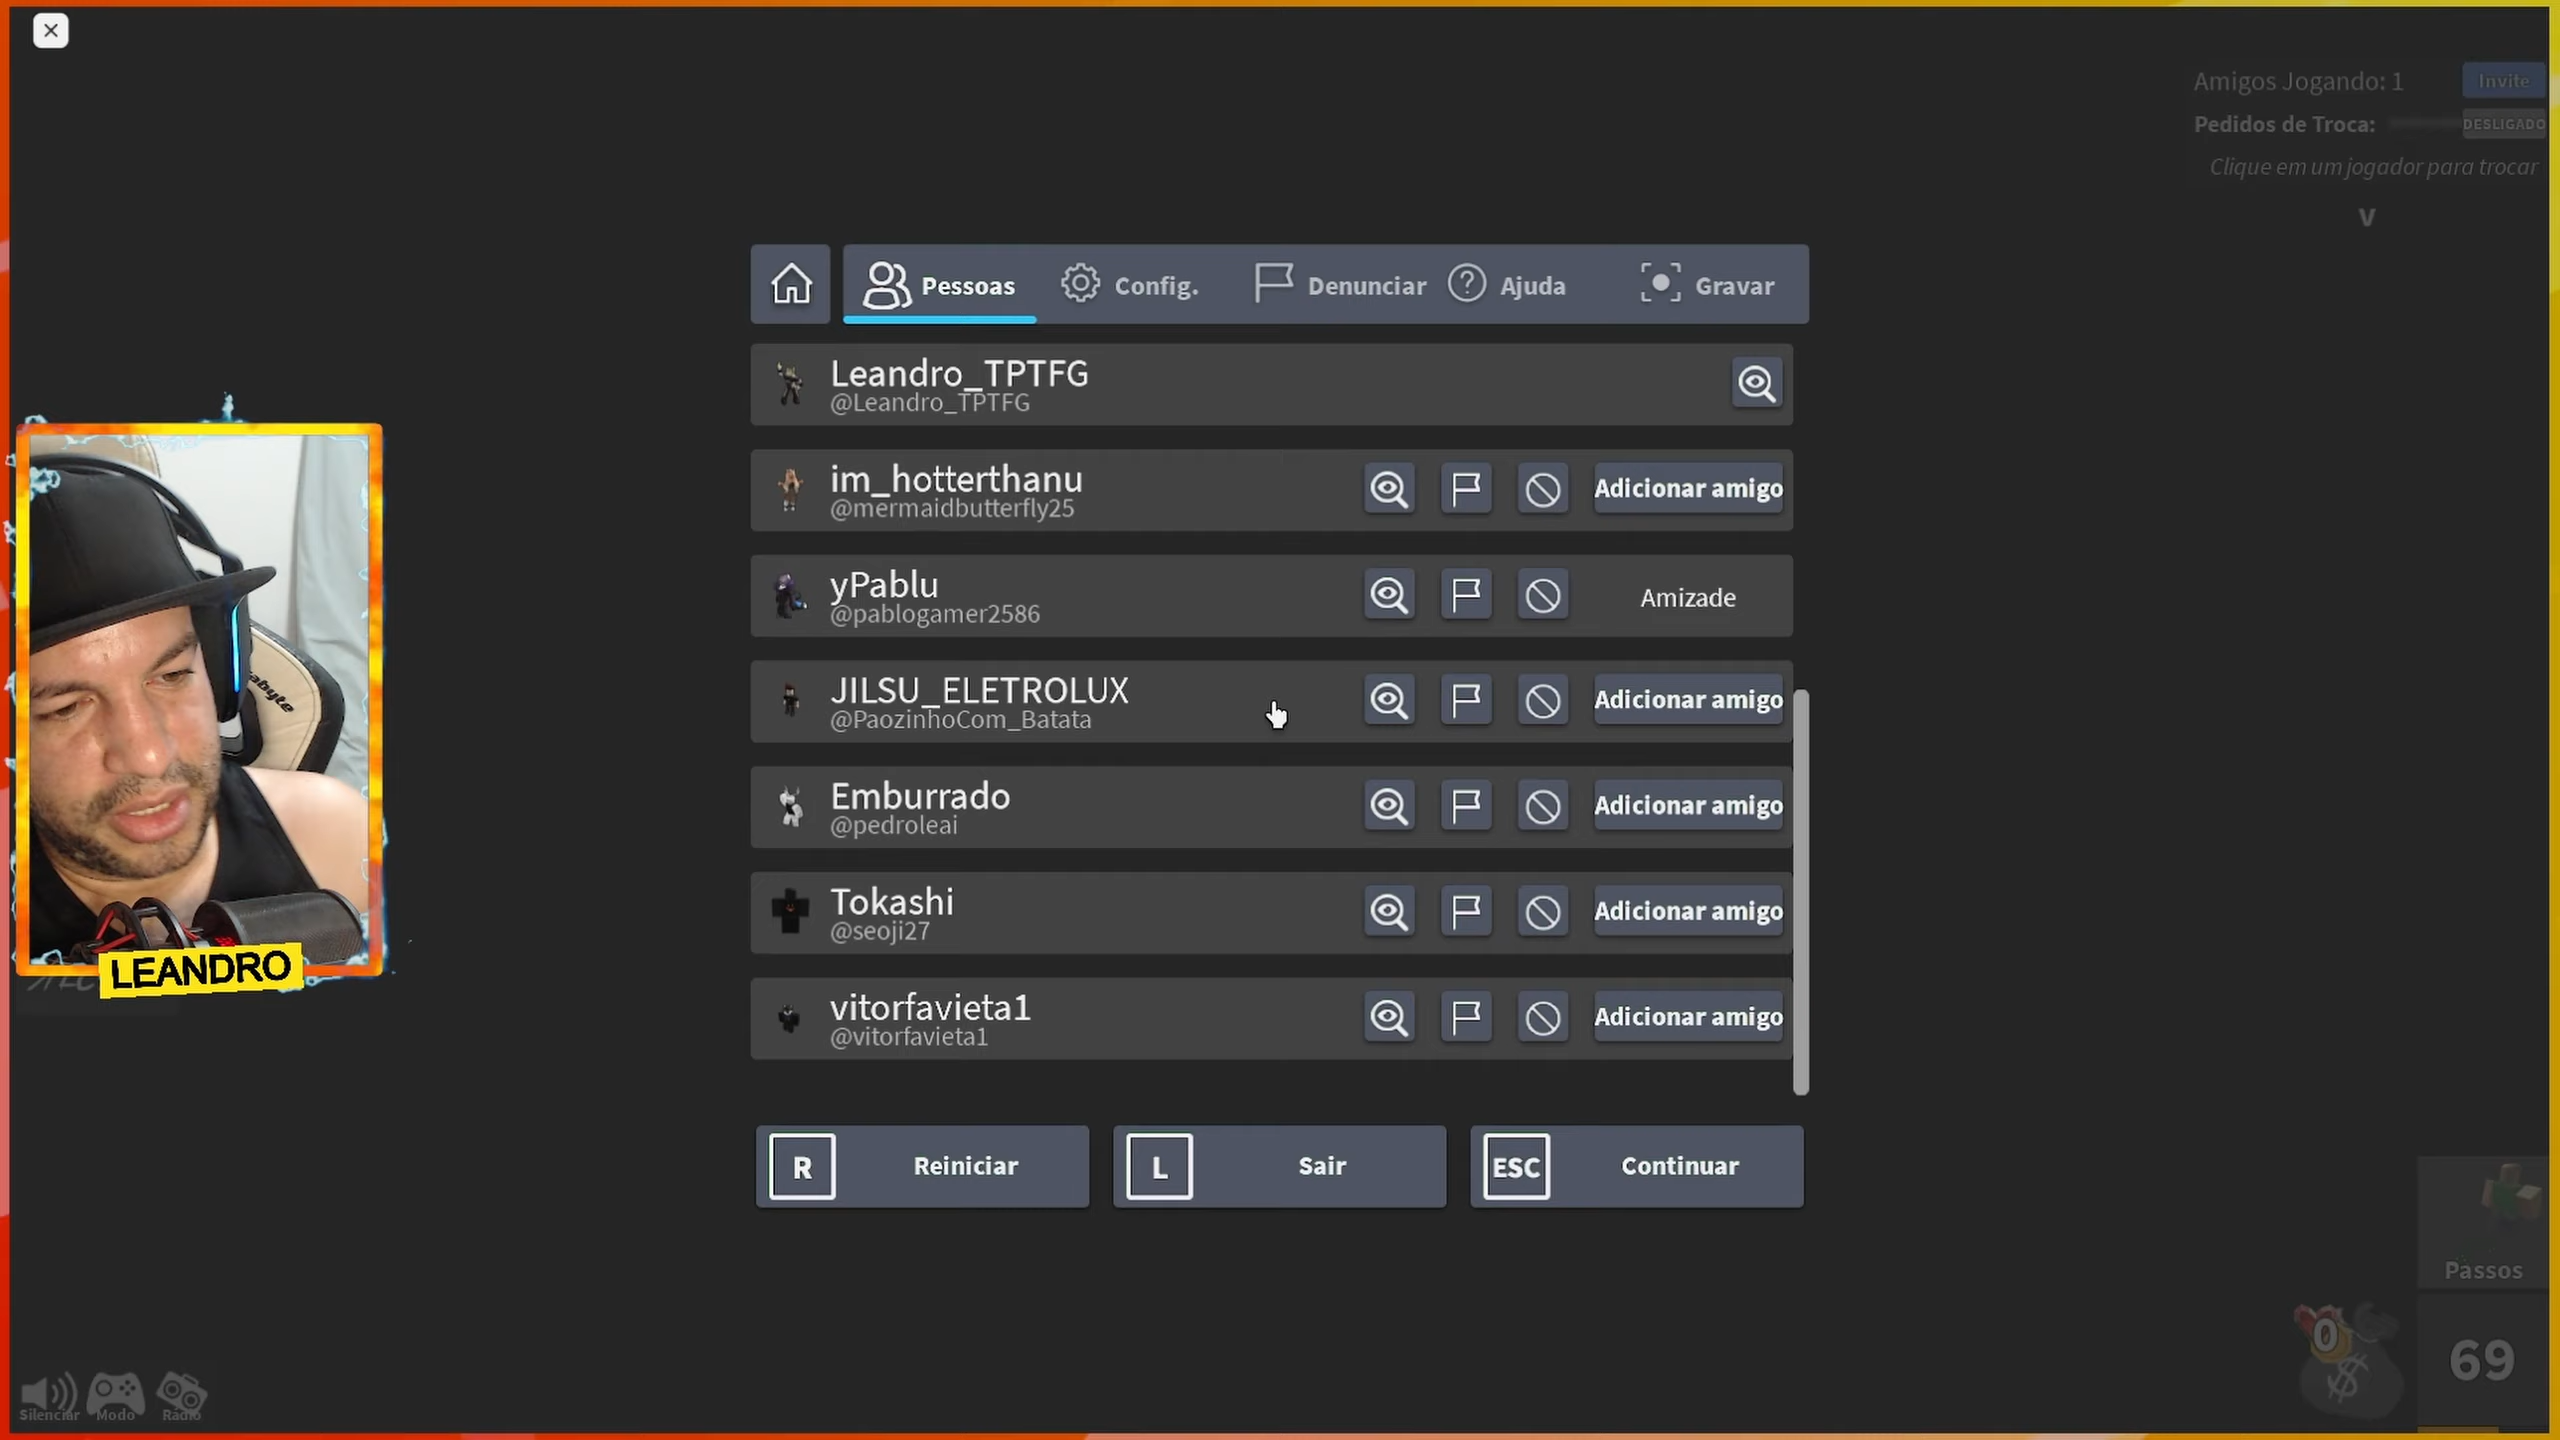 Amigos Jogando: 1
Invite
Pedidos de Troca:
DESLIGADO
Clique em um jogador para trocar
V
Pessoas
Config.
Denunciar
Ajuda
Gravar
Leandro_TPTFG
@Leandro_TPTFG
im_hotterthanu
@mermaidbutterfly25
Adicionar amigo
yPablu
@pablogamer2586
Amizade
JILSU_ELETROLUX
@PaozinhoCom_Batata
Adicionar amigo
Emburrado
@pedroleai
Adicionar amigo
Tokashi
@seoji27
Adicionar amigo
vitorfavieta1
@vitorfavieta1
Adicionar amigo
LEANDRO
R
Reiniciar
L
Sair
ESC
Continuar
Passos
0
$
69
Silenciar
Modo
Rádio